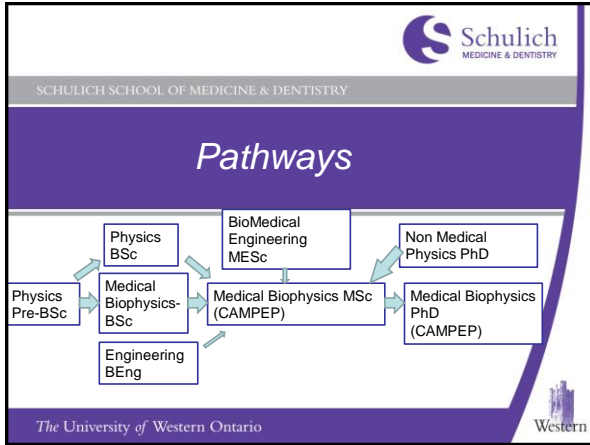 Schulich
MEDICINE & DENTISTRY
SCHULICH SCHOOL OF MEDICINE & DENTISTRY
Pathways
Physics
BSc
BioMedical
Engineering
MESc
Non Medical
Physics PhD
Physics
Pre-BSc
Medical
Biophysics-
BSc
Medical Biophysics MSc
(CAMPEP)
Medical Biophysics
PhD
(CAMPEP)
Engineering
BEng
The University of Western Ontario
Western